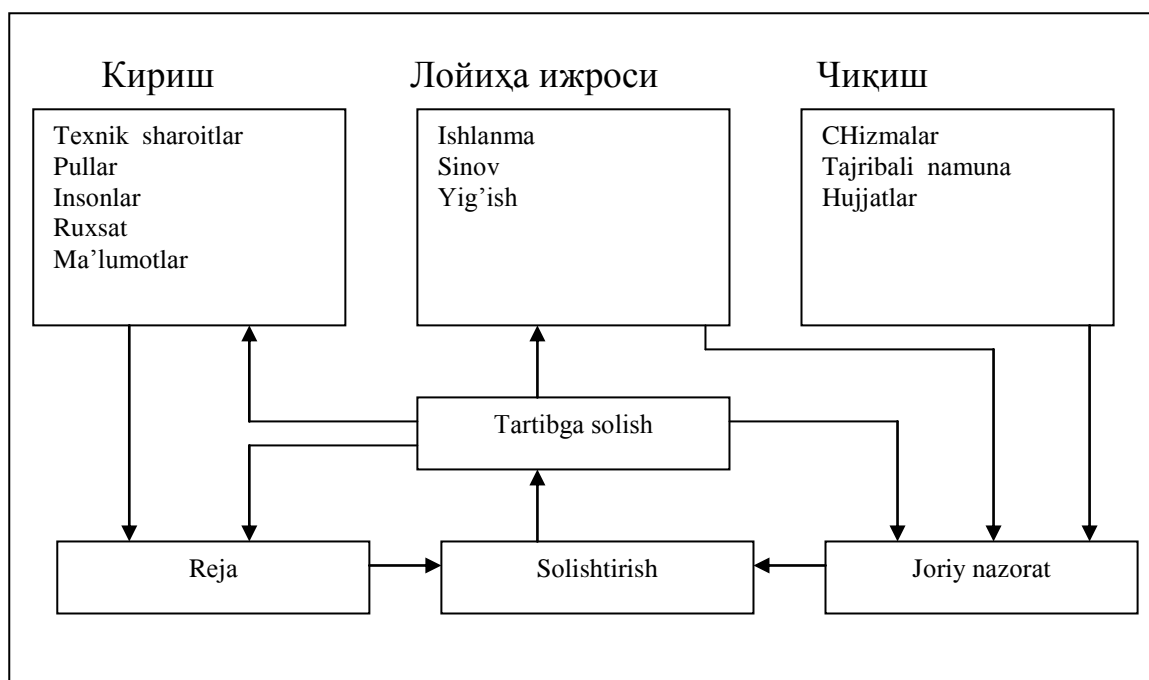 Кириш
Лойиҳа ижроси
Чиқиш
Texnik sharoitlar
Pullar
Insonlar
Ruxsat
Ma’lumotlar
Ishlanma
Sinov
Yig’ish
CHizmalar
Tajribali namuna
Hujjatlar
Tartibga solish
Reja
Solishtirish
Joriy nazorat